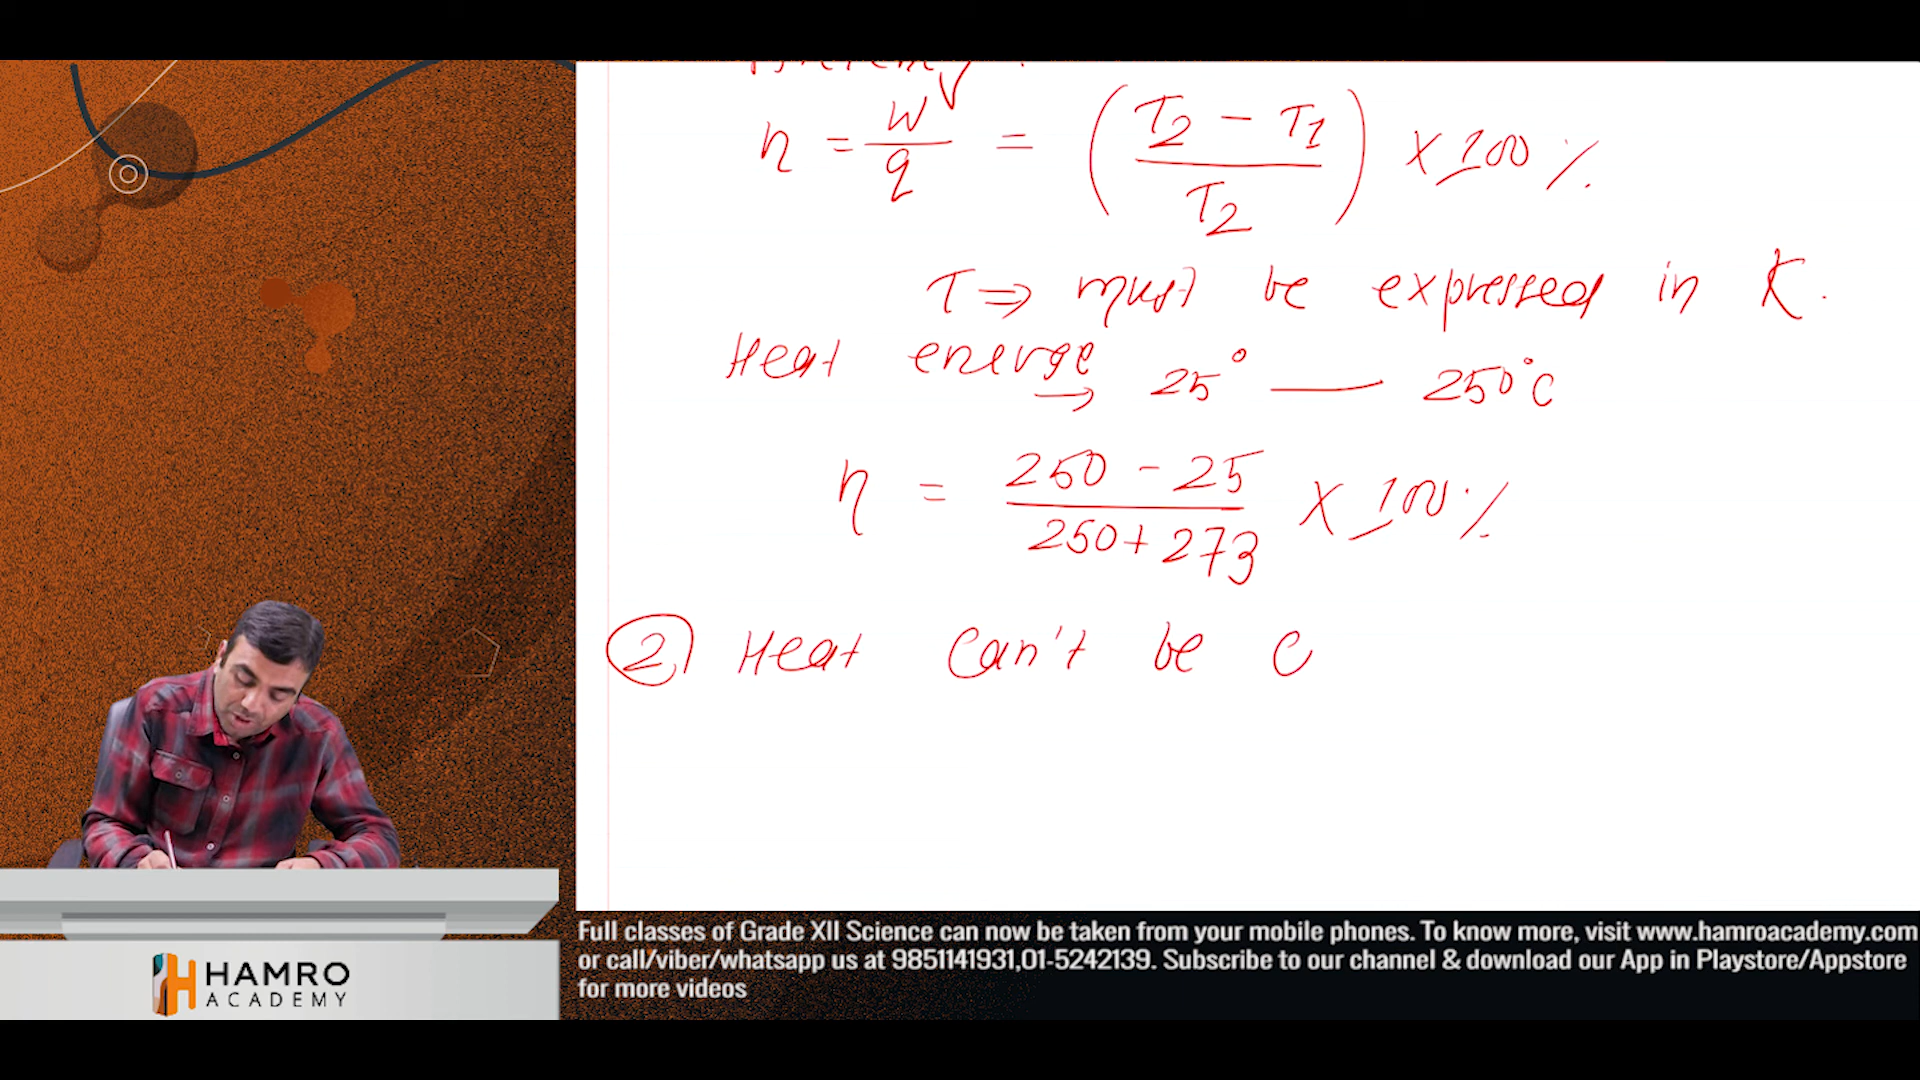 η = w/q = (T2 - T1 / T2) × 100 %
T ⇒ must be expressed in K.
Heat energe
→ 25° — 250°C
η = 250 - 25 / 250 + 273 × 100 %
2) Heat can't be c
Full classes of Grade XII Science can now be taken from your mobile phones. To know more, visit www.hamroacademy.com
or call/viber/whatsapp us at 9851141931,01-5242139. Subscribe to our channel & download our App in Playstore/Appstore
for more videos
HAMRO
ACADEMY